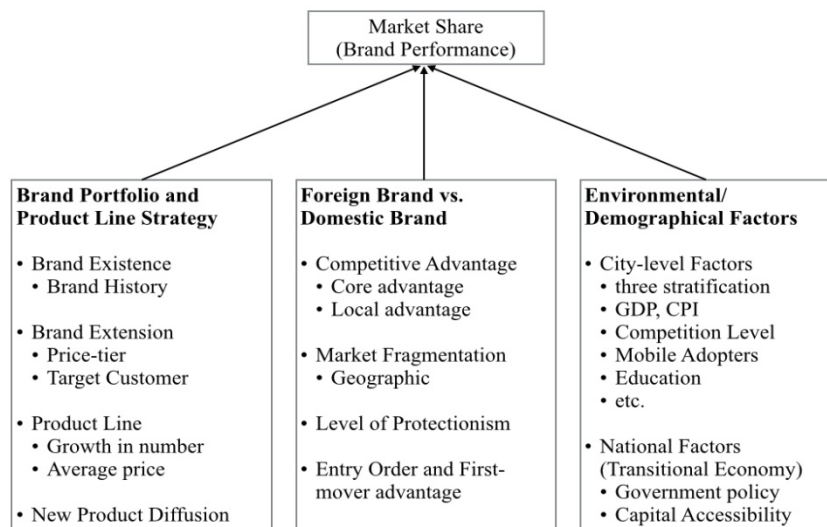 Market Share
(Brand Performance)
Brand Portfolio and
Product Line Strategy
• Brand Existence
• Brand History
• Brand Extension
• Price-tier
• Target Customer
• Product Line
• Growth in number
• Average price
• New Product Diffusion
Foreign Brand vs.
Domestic Brand
• Competitive Advantage
• Core advantage
• Local advantage
• Market Fragmentation
• Geographic
• Level of Protectionism
• Entry Order and First-
mover advantage
Environmental/
Demographical Factors
• City-level Factors
• three stratification
• GDP, CPI
• Competition Level
• Mobile Adopters
• Education
• etc.
• National Factors
(Transitional Economy)
• Government policy
• Capital Accessibility